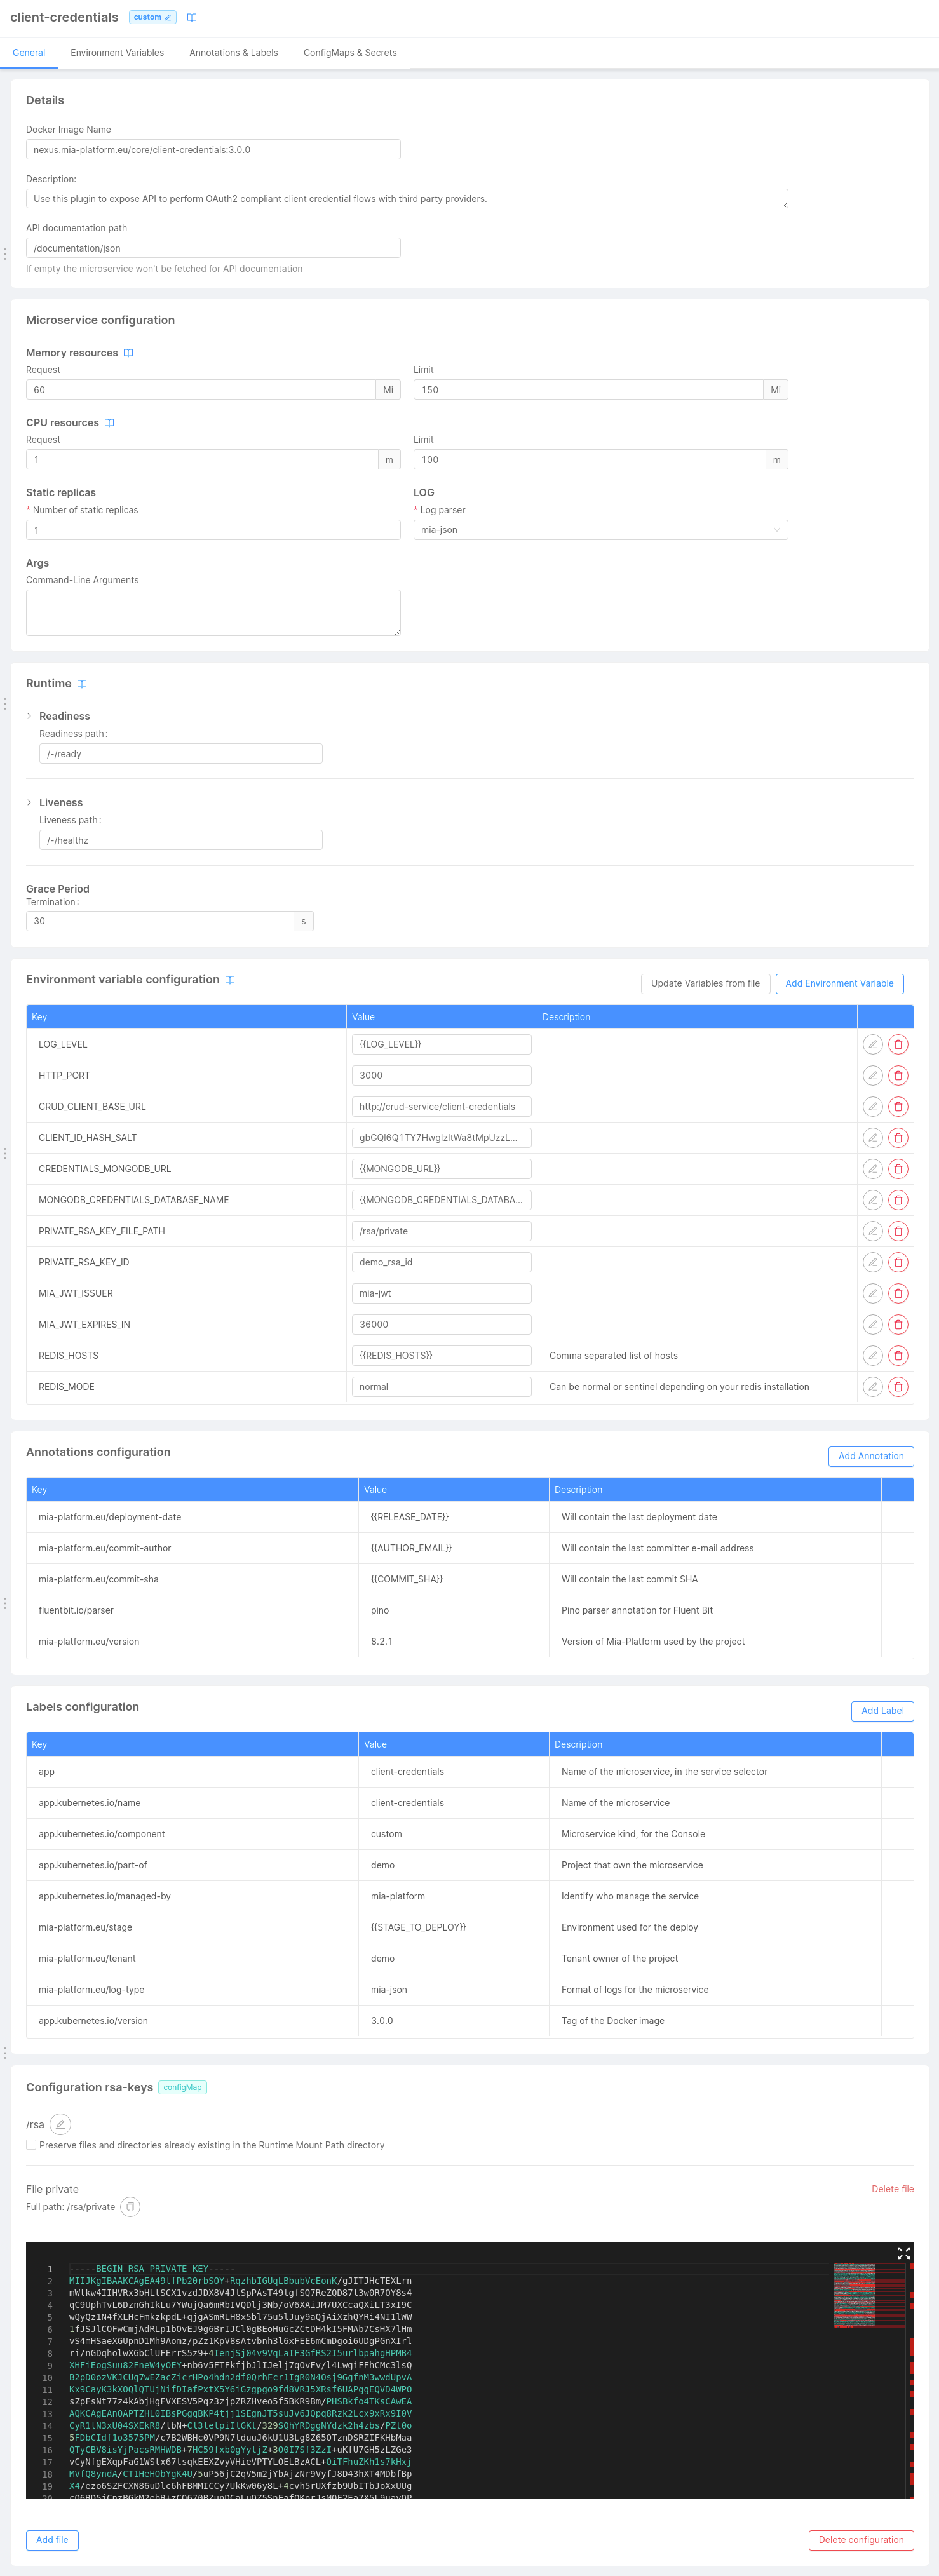 client-credentials custom
General Environment Variables Annotations & Labels ConfigMaps & Secrets
Details
Docker Image Name
nexus.mia-platform.eu/core/client-credentials:3.0.0
Description:
Use this plugin to expose API to perform OAuth2 compliant client credential flows with third party providers.
API documentation path
/documentation/json
If empty the microservice won't be fetched for API documentation
Microservice configuration
Memory resources
Request Limit
60 Mi 150 Mi
CPU resources
Request Limit
1 m 100 m
Static replicas LOG
* Number of static replicas * Log parser
1 mia-json
Args
Command-Line Arguments
Runtime
Readiness
Readiness path:
/-/ready
Liveness
Liveness path:
/-/healthz
Grace Period
Termination:
30 s
Environment variable configuration Update Variables from file Add Environment Variable
Key Value Description
LOG_LEVEL {{LOG_LEVEL}}
HTTP_PORT 3000
CRUD_CLIENT_BASE_URL http://crud-service/client-credentials
CLIENT_ID_HASH_SALT
CREDENTIALS_MONGODB_URL {{MONGODB_URL}}
MONGODB_CREDENTIALS_DATABASE_NAME {{MONGODB_CREDENTIALS_DATABA...
PRIVATE_RSA_KEY_FILE_PATH /rsa/private
PRIVATE_RSA_KEY_ID demo_rsa_id
MIA_JWT_ISSUER mia-jwt
MIA_JWT_EXPIRES_IN 36000
REDIS_HOSTS {{REDIS_HOSTS}} Comma separated list of hosts
REDIS_MODE normal Can be normal or sentinel depending on your redis installation
Annotations configuration Add Annotation
Key Value Description
mia-platform.eu/deployment-date {{RELEASE_DATE}} Will contain the last deployment date
mia-platform.eu/commit-author {{AUTHOR_EMAIL}} Will contain the last committer e-mail address
mia-platform.eu/commit-sha {{COMMIT_SHA}} Will contain the last commit SHA
fluentbit.io/parser pino Pino parser annotation for Fluent Bit
mia-platform.eu/version 8.2.1 Version of Mia-Platform used by the project
Labels configuration Add Label
Key Value Description
app client-credentials Name of the microservice, in the service selector
app.kubernetes.io/name client-credentials Name of the microservice
app.kubernetes.io/component custom Microservice kind, for the Console
app.kubernetes.io/part-of demo Project that own the microservice
app.kubernetes.io/managed-by mia-platform Identify who manage the service
mia-platform.eu/stage {{STAGE_TO_DEPLOY}} Environment used for the deploy
mia-platform.eu/tenant demo Tenant owner of the project
mia-platform.eu/log-type mia-json Format of logs for the microservice
app.kubernetes.io/version 3.0.0 Tag of the Docker image
Configuration rsa-keys configMap
/rsa
Preserve files and directories already existing in the Runtime Mount Path directory
File private Delete file
Full path: /rsa/private
1 -----BEGIN RSA PRIVATE KEY-----
2
3
4
5
6
7
8
9
10
11
12
13
14
15
16
17
18
19
20
Add file Delete configuration